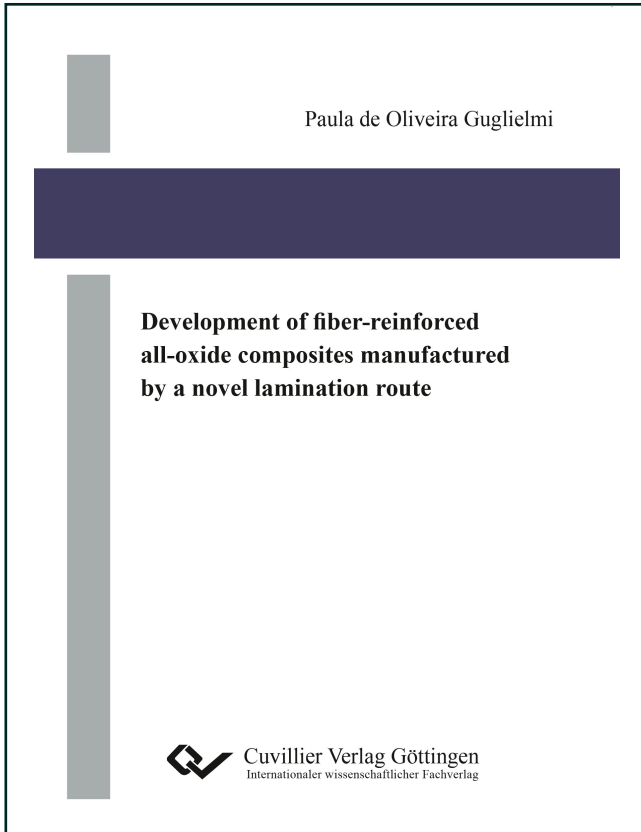 Paula de Oliveira Guglielmi
Development of fiber-reinforced
all-oxide composites manufactured
by a novel lamination route
Cuvillier Verlag Göttingen
Internationaler wissenschaftlicher Fachverlag